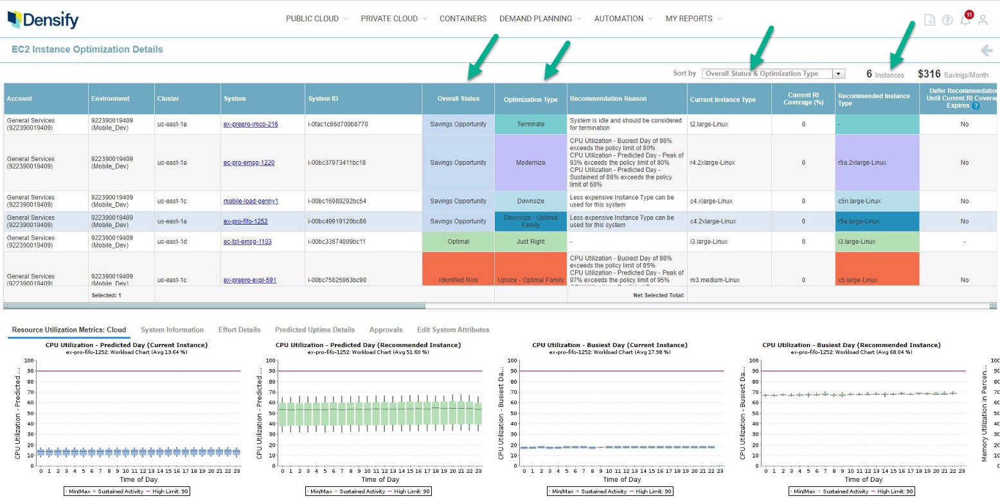 Densify
PUBLIC CLOUD
PRIVATE CLOUD
CONTAINERS
DEMAND PLANNING
AUTOMATION
MY REPORTS
11
EC2 Instance Optimization Details
Sort by
Overall Status & Optimization Type
6 Instances
$316 Savings/Month
Account
Environment
Cluster
System
System ID
Overall Status
Optimization Type
Recommendation Reason
Current Instance Type
Current RI
Coverage (%)
Recommended Instance
Type
Defer Recommendation
Until Current RI Coverag
Expires ?
General Services
(922390019409)
922390019409
(Mobile_Dev)
us-east-1a
ex-prepro-imco-216
i-0fac1c66d709b8770
Savings Opportunity
Terminate
System is idle and should be considered
for termination
t2.large-Linux
0
-
No
General Services
(922390019409)
922390019409
(Mobile_Dev)
us-east-1a
ec-pro-emsg-1220
i-00bc37973411bc18
Savings Opportunity
Modernize
CPU Utilization - Busiest Day of 98%
exceeds the policy limit of 80%
CPU Utilization - Predicted Day - Peak of
93% exceeds the policy limit of 80%
CPU Utilization - Predicted Day -
Sustained of 86% exceeds the policy
limit of 60%
r4.2xlarge-Linux
0
r5a.2xlarge-Linux
No
General Services
(922390019409)
922390019409
(Mobile_Dev)
us-east-1c
mobile-load-genny1
i-00bc16989292bc54
Savings Opportunity
Downsize
Less expensive Instance Type can be
used for this system
c4.xlarge-Linux
0
c5n.large-Linux
No
General Services
(922390019409)
922390019409
(Mobile_Dev)
us-east-1a
ex-pro-fifo-1252
i-00bc49919120bc86
Savings Opportunity
Downsize - Optimal
Family
Less expensive Instance Type can be
used for this system
c4.2xlarge-Linux
0
r5a.large-Linux
No
General Services
(922390019409)
922390019409
(Mobile_Dev)
us-east-1d
ec-tst-emsg-1103
i-00bc33574809bc11
Optimal
Just Right
-
i3.large-Linux
0
i3.large-Linux
-
General Services
(922390019409)
922390019409
(Mobile_Dev)
us-east-1c
ex-prepro-expl-591
i-00bc75825963bc90
Identified Risk
Upsize - Optimal Family
CPU Utilization - Busiest Day of 98%
exceeds the policy limit of 85%
CPU Utilization - Predicted Day - Peak of
97% exceeds the policy limit of 95%
m3.medium-Linux
0
c5.large-Linux
No
Selected: 1
Net Selected Total:
Resource Utilization Metrics: Cloud
System Information
Effort Details
Predicted Uptime Details
Approvals
Edit System Attributes
CPU Utilization - Predicted Day (Current Instance)
ex-pro-fifo-1252: Workload Chart (Avg 13.64 %)
CPU Utilization - Predicted ...
100
90
80
70
60
50
40
30
20
10
0
0 1 2 3 4 5 6 7 8 9 10 11 12 13 14 15 16 17 18 19 20 21 22 23
Time of Day
Min/Max Sustained Activity High Limit: 90
CPU Utilization - Predicted Day (Recommended Instance)
ex-pro-fifo-1252: Workload Chart (Avg 51.60 %)
CPU Utilization - Predicted ...
100
90
80
70
60
50
40
30
20
10
0
0 1 2 3 4 5 6 7 8 9 10 11 12 13 14 15 16 17 18 19 20 21 22 23
Time of Day
Min/Max Sustained Activity High Limit: 90
CPU Utilization - Busiest Day (Current Instance)
ex-pro-fifo-1252: Workload Chart (Avg 17.98 %)
CPU Utilization - Busiest Da...
100
90
80
70
60
50
40
30
20
10
0
0 1 2 3 4 5 6 7 8 9 10 11 12 13 14 15 16 17 18 19 20 21 22 23
Time of Day
Min/Max Sustained Activity High Limit: 90
CPU Utilization - Busiest Day (Recommended Instance)
ex-pro-fifo-1252: Workload Chart (Avg 68.04 %)
CPU Utilization - Busiest Da...
100
90
80
70
60
50
40
30
20
10
0
0 1 2 3 4 5 6 7 8 9 10 11 12 13 14 15 16 17 18 19 20 21 22 23
Time of Day
Min/Max Sustained Activity High Limit: 90
Memory Utilization in Percen...